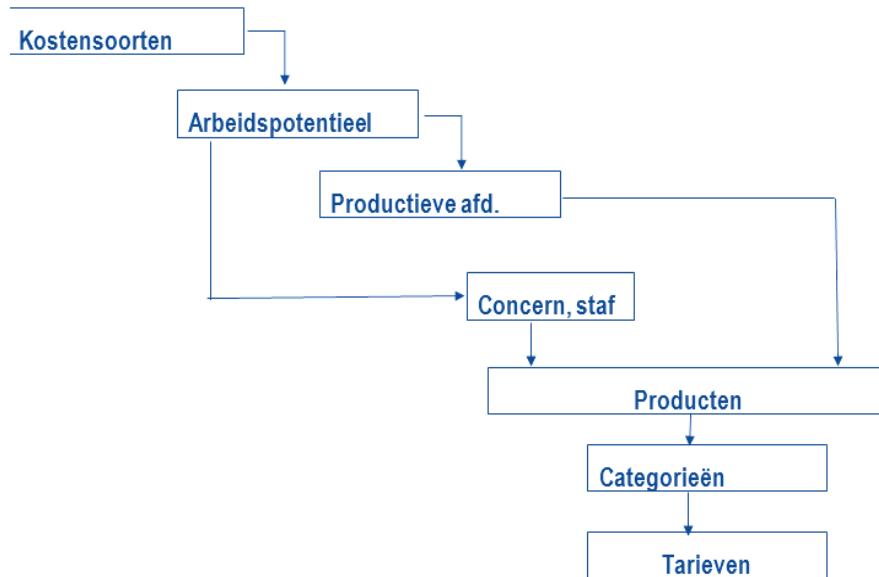 Kostensoorten
Arbeidspotentieel
Productieve afd.
Concern, staf
Producten
Categorieën
Tarieven